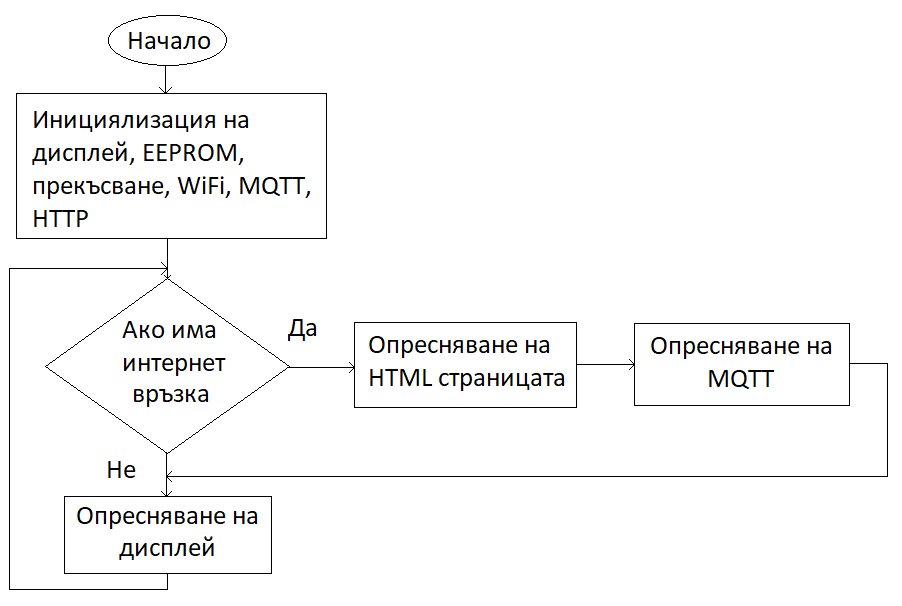 Начало
Инициялизация на
дисплей, EEPROM,
прекъсване, WiFi, MQTT,
HTTP
Ако има
интернет
връзка
Да
Опресняване на
HTML страницата
Опресняване на
MQTT
Не
Опресняване на
дисплей